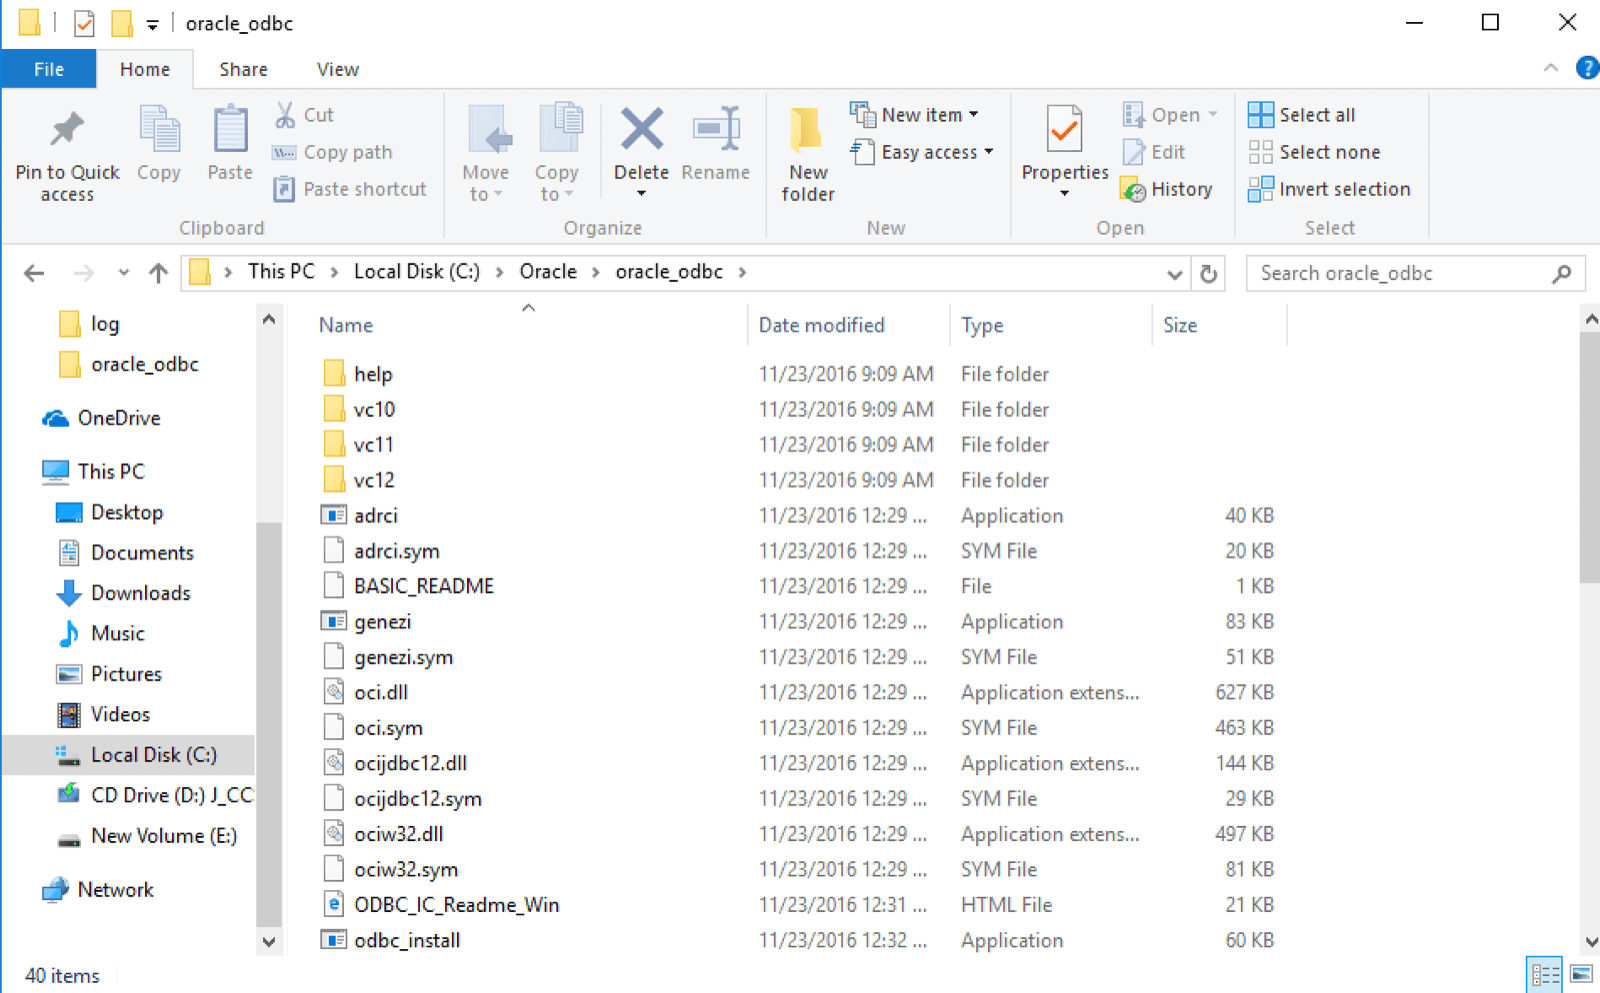 oracle_odbc
File Home Share View
Pin to Quick access
Copy
Paste
Cut
Copy path
Paste shortcut
Clipboard
Move to
Copy to
Delete
Rename
Organize
New folder
New item
Easy access
New
Properties
Open
Edit
History
Open
Select all
Select none
Invert selection
Select
This PC Local Disk (C:) Oracle oracle_odbc
Search oracle_odbc
log
oracle_odbc
OneDrive
This PC
Desktop
Documents
Downloads
Music
Pictures
Videos
Local Disk (C:)
CD Drive (D:) J_CC
New Volume (E:)
Network
Name Date modified Type Size
help 11/23/2016 9:09 AM File folder
vc10 11/23/2016 9:09 AM File folder
vc11 11/23/2016 9:09 AM File folder
vc12 11/23/2016 9:09 AM File folder
adrci 11/23/2016 12:29 ... Application 40 KB
adrci.sym 11/23/2016 12:29 ... SYM File 20 KB
BASIC_README 11/23/2016 12:29 ... File 1 KB
genezi 11/23/2016 12:29 ... Application 83 KB
genezi.sym 11/23/2016 12:29 ... SYM File 51 KB
oci.dll 11/23/2016 12:29 ... Application extens... 627 KB
oci.sym 11/23/2016 12:29 ... SYM File 463 KB
ocijdbc12.dll 11/23/2016 12:29 ... Application extens... 144 KB
ocijdbc12.sym 11/23/2016 12:29 ... SYM File 29 KB
ociw32.dll 11/23/2016 12:29 ... Application extens... 497 KB
ociw32.sym 11/23/2016 12:29 ... SYM File 81 KB
ODBC_IC_Readme_Win 11/23/2016 12:31 ... HTML File 21 KB
odbc_install 11/23/2016 12:32 ... Application 60 KB
40 items